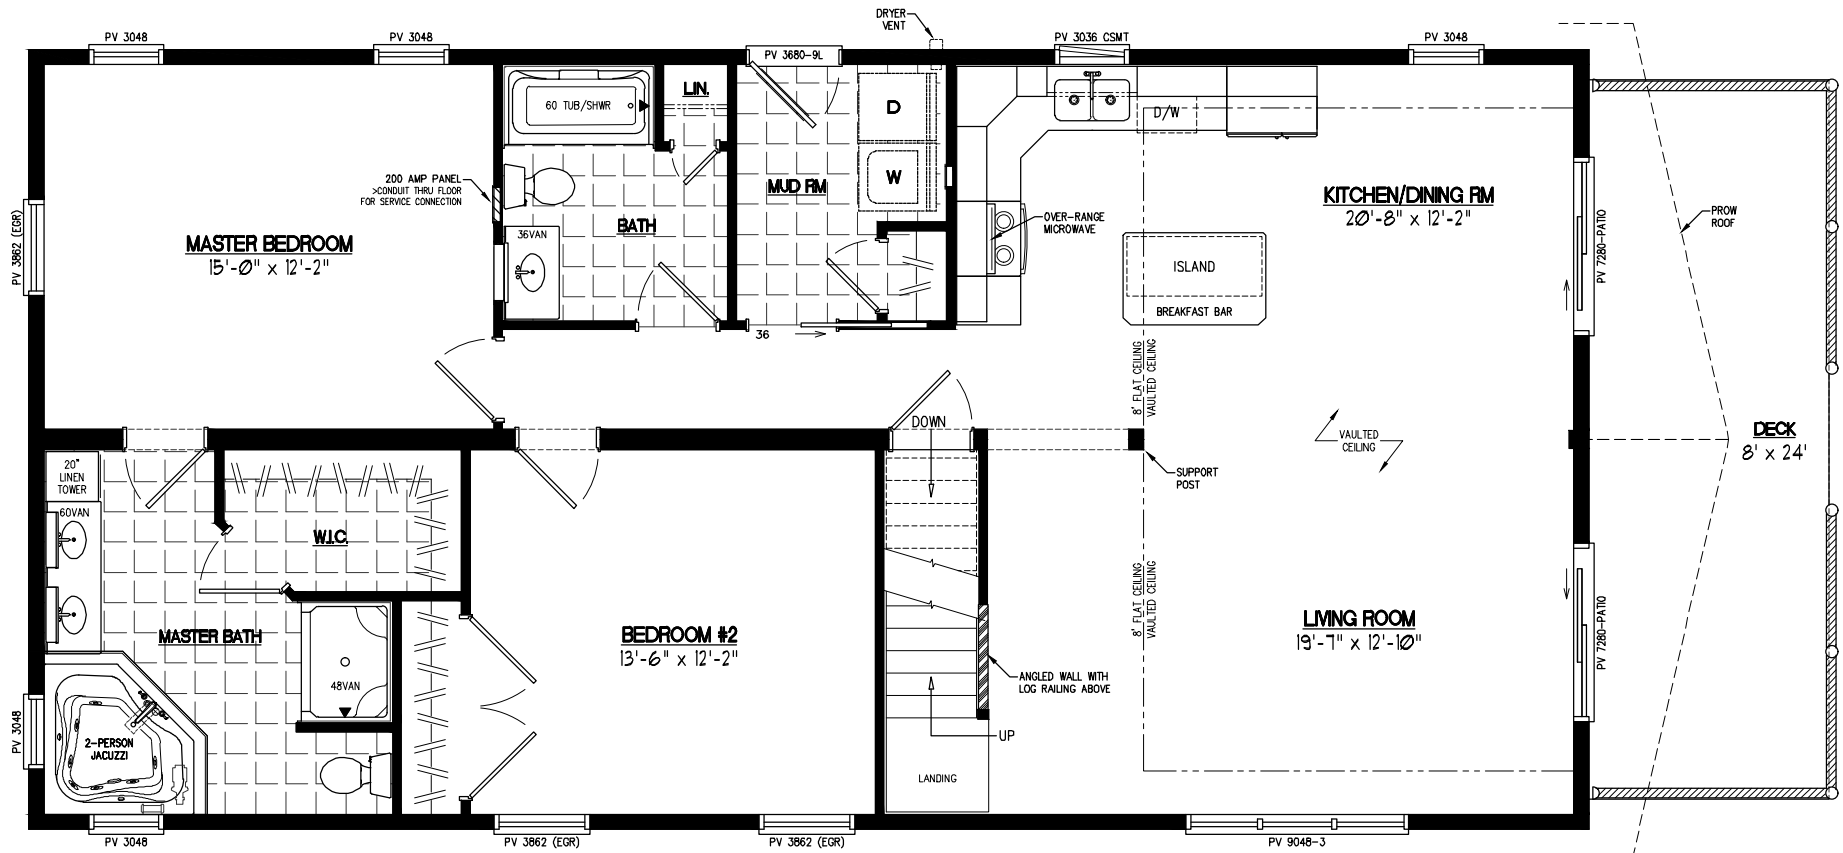 DRYER
VENT
PV 3048
PV 3048
PV 3680-9L
PV 3036 CSMT
PV 3048
60 TUB/SHWR
LIN.
D
W
D/W
MUD RM
200 AMP PANEL
>CONDUIT THRU FLOOR
FOR SERVICE CONNECTION
PV 3862 (EGR)
MASTER BEDROOM
15'-0" x 12'-2"
BATH
36VAN
OVER-RANGE
MICROWAVE
KITCHEN/DINING RM
20'-8" x 12'-2"
PROW
ROOF
PV 7280-PATIO
ISLAND
BREAKFAST BAR
36
8' FLAT CEILING
VAULTED CEILING
DOWN
VAULTED
CEILING
DECK
8' x 24'
SUPPORT
POST
20"
LINEN
TOWER
60VAN
W.I.C.
MASTER BATH
48VAN
BEDROOM #2
13'-6" x 12'-2"
8' FLAT CEILING
VAULTED CEILING
LIVING ROOM
19'-7" x 12'-10"
PV 7280-PATIO
ANGLED WALL WITH
LOG RAILING ABOVE
UP
LANDING
2-PERSON
JACUZZI
PV 3048
PV 3048
PV 3862 (EGR)
PV 3862 (EGR)
PV 9048-3